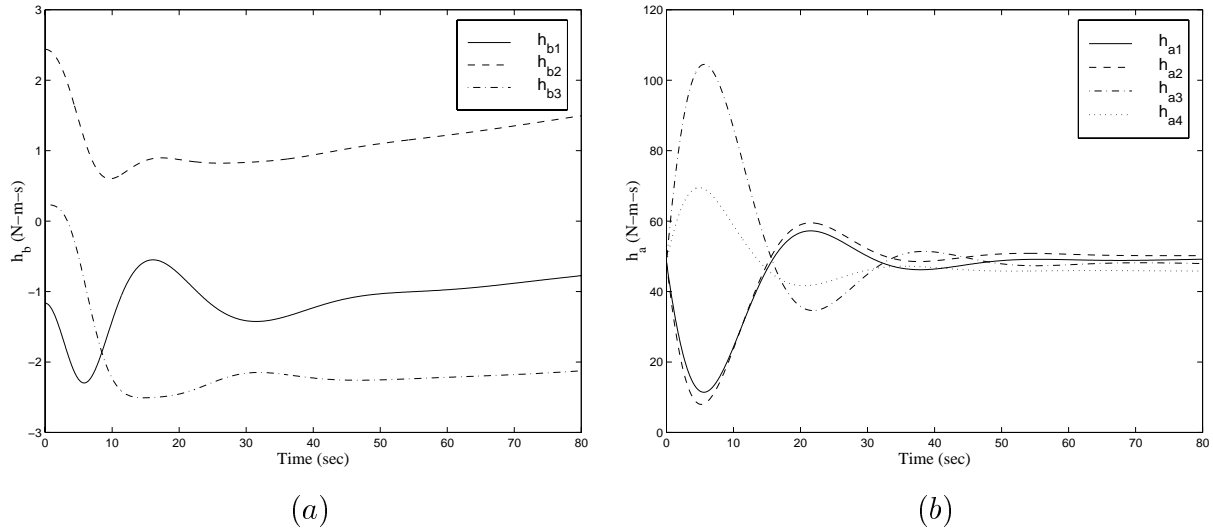 3
2
1
0
−1
−2
−3
0 10 20 30 40 50 60 70 80
h_b (N−m−s)
Time (sec)
h_b1
h_b2
h_b3
(a)
120
100
80
60
40
20
0
0 10 20 30 40 50 60 70 80
h_a (N−m−s)
Time (sec)
h_a1
h_a2
h_a3
h_a4
(b)